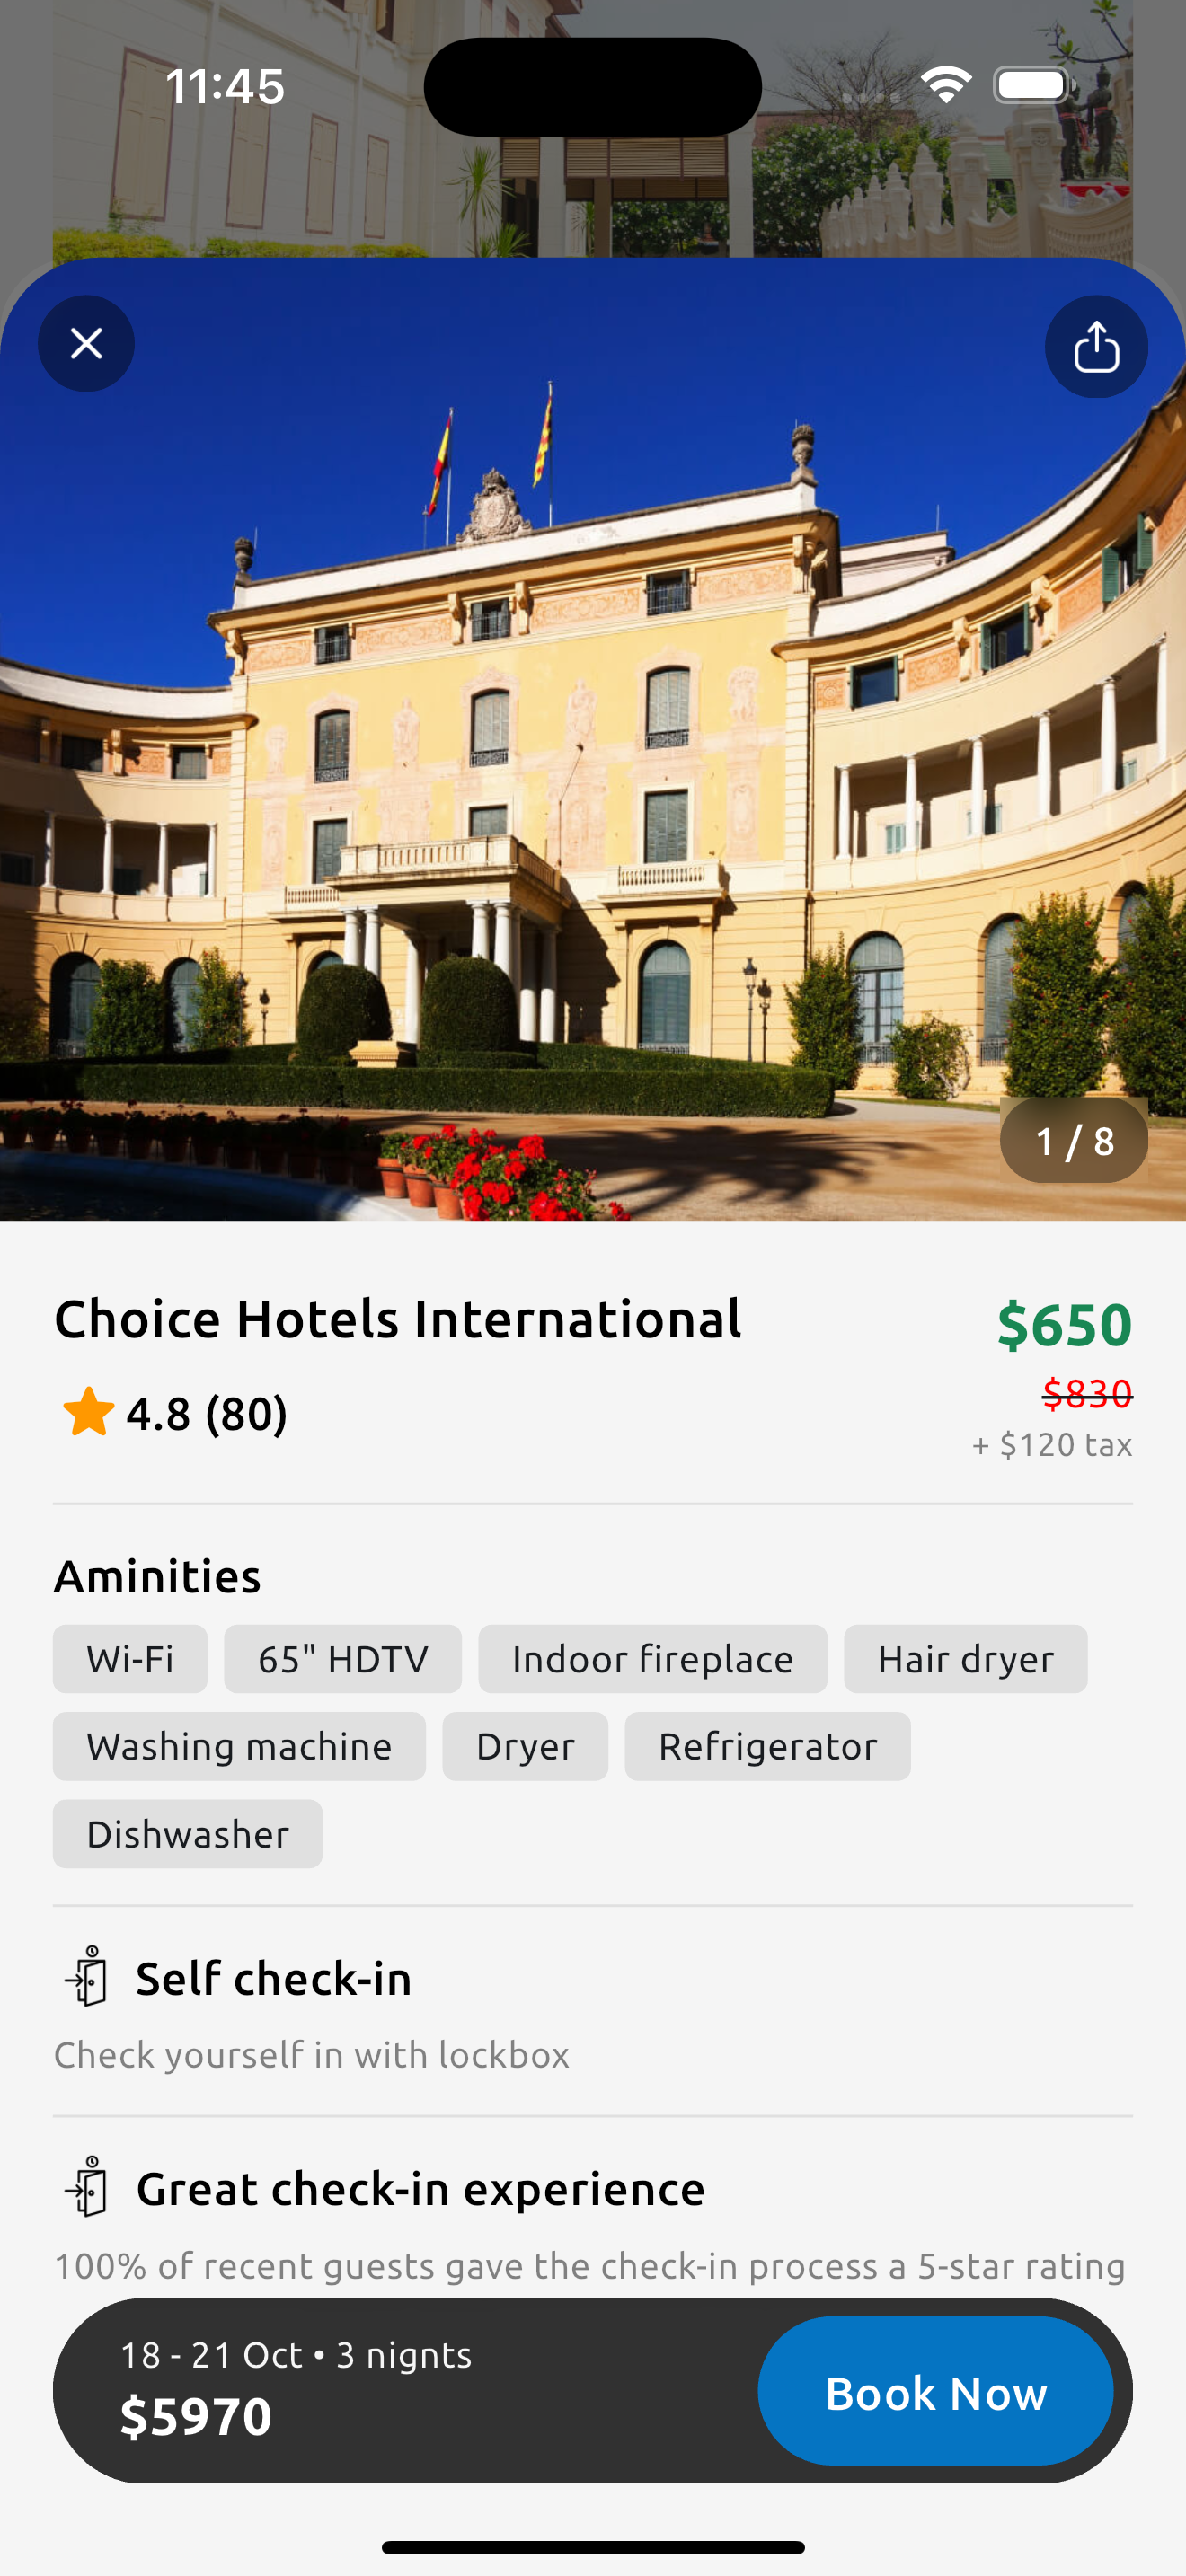 11:45
1 / 8
Choice Hotels International
$650
4.8 (80)
$830
+ $120 tax
Aminities
Wi-Fi
65" HDTV
Indoor fireplace
Hair dryer
Washing machine
Dryer
Refrigerator
Dishwasher
Self check-in
Check yourself in with lockbox
Great check-in experience
100% of recent guests gave the check-in process a 5-star rating
18 - 21 Oct • 3 nignts
$5970
Book Now